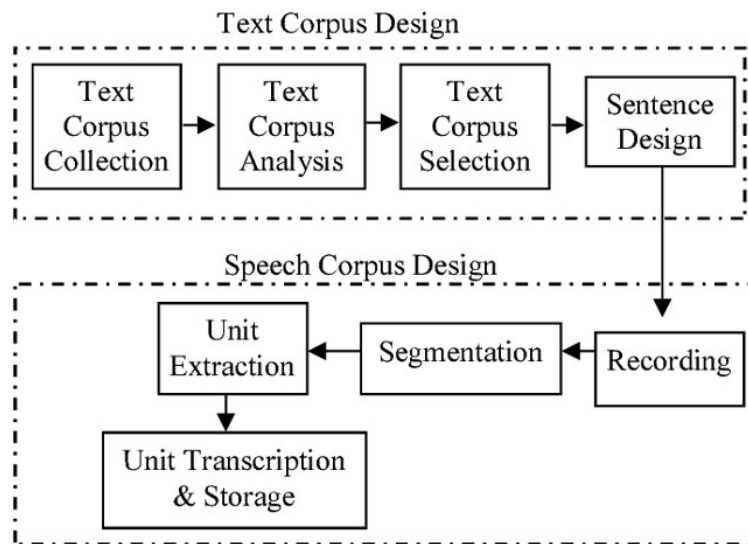 Text Corpus Design
Text
Corpus
Collection
Text
Corpus
Analysis
Text
Corpus
Selection
Sentence
Design
Speech Corpus Design
Recording
Segmentation
Unit
Extraction
Unit Transcription
& Storage